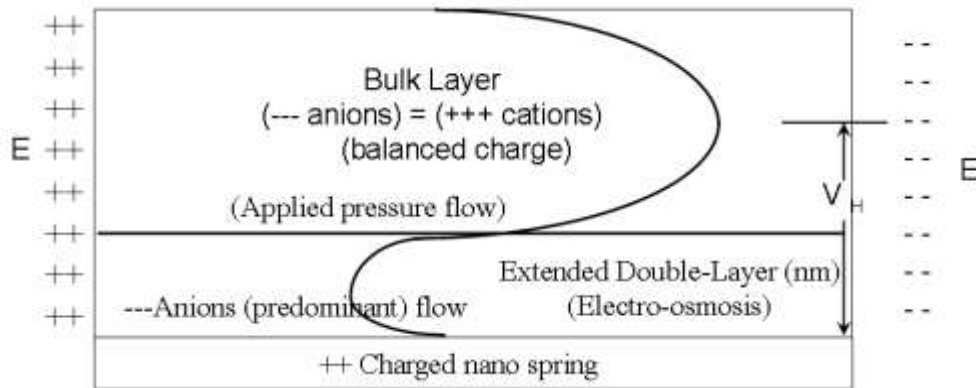 ++ - -
++ - -
++ Bulk Layer - -
++ (--- anions) = (+++ cations) - -
E ++ (balanced charge) - - E
++ (Applied pressure flow) V H - -
++ - -
++ Extended Double-Layer (nm) - -
++ ---Anions (predominant) flow (Electro-osmosis) - -
++ Charged nano spring